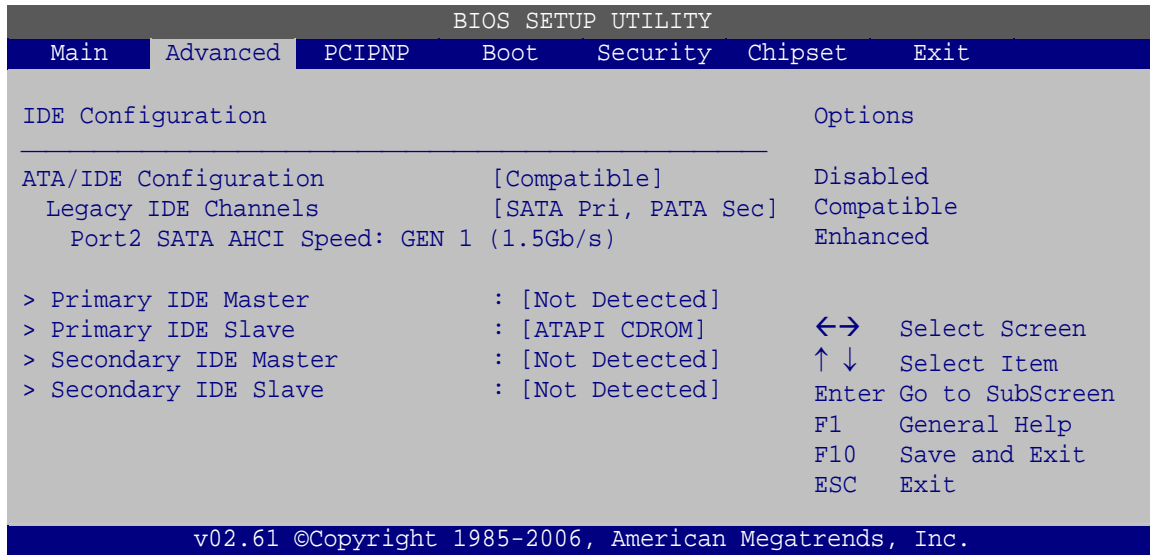 BIOS SETUP UTILITY
Main Advanced PCIPNP Boot Security Chipset Exit
IDE Configuration
ATA/IDE Configuration [Compatible]
Legacy IDE Channels [SATA Pri, PATA Sec]
Port2 SATA AHCI Speed: GEN 1 (1.5Gb/s)
> Primary IDE Master : [Not Detected]
> Primary IDE Slave : [ATAPI CDROM]
> Secondary IDE Master : [Not Detected]
> Secondary IDE Slave : [Not Detected]
Options
Disabled
Compatible
Enhanced
←→ Select Screen
↑↓ Select Item
Enter Go to SubScreen
F1 General Help
F10 Save and Exit
ESC Exit
v02.61 ©Copyright 1985-2006, American Megatrends, Inc.